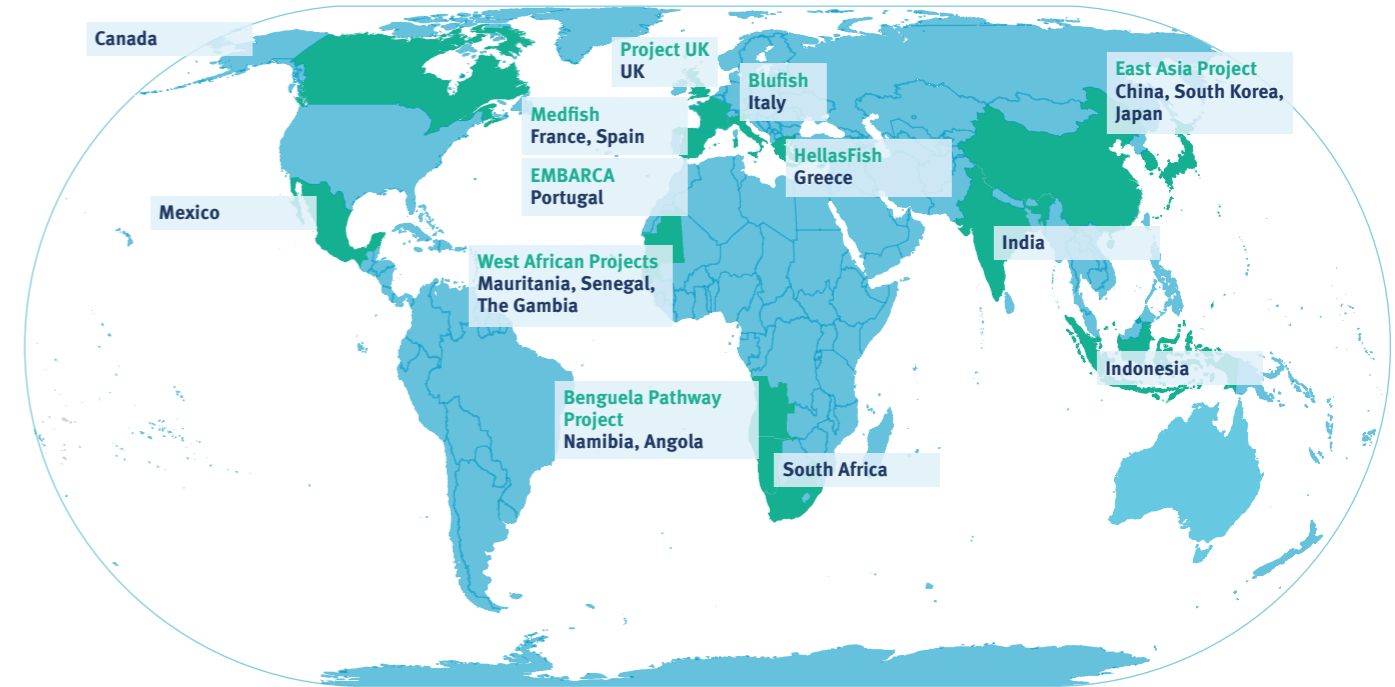 Canada
Project UK
UK
Blufish
Italy
East Asia Project
China, South Korea,
Japan
Medfish
France, Spain
HellasFish
Greece
EMBARCA
Portugal
Mexico
India
West African Projects
Mauritania, Senegal,
The Gambia
Indonesia
Benguela Pathway
Project
Namibia, Angola
South Africa